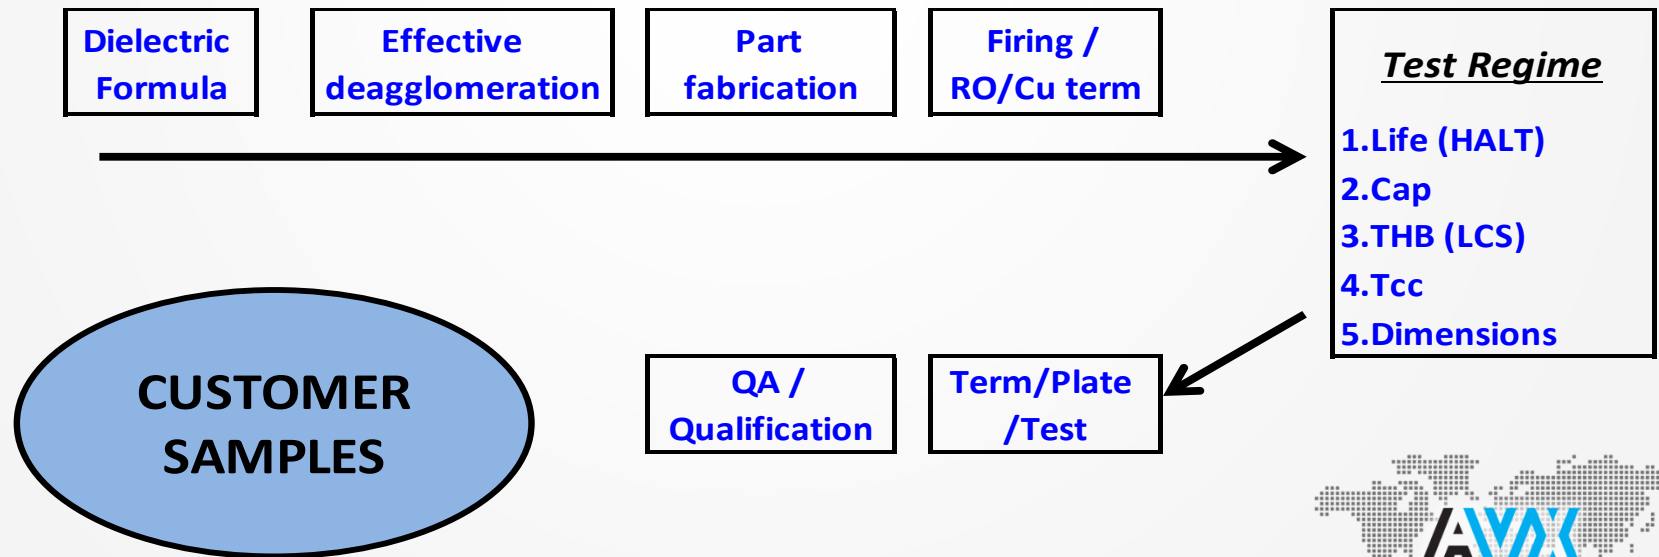 Dielectric
Formula
Effective
deagglomeration
Part
fabrication
Firing /
RO/Cu term
Test Regime
1.Life (HALT)
2.Cap
3.THB (LCS)
4.Tcc
5.Dimensions
CUSTOMER
SAMPLES
QA /
Qualification
Term/Plate
/Test
AVX